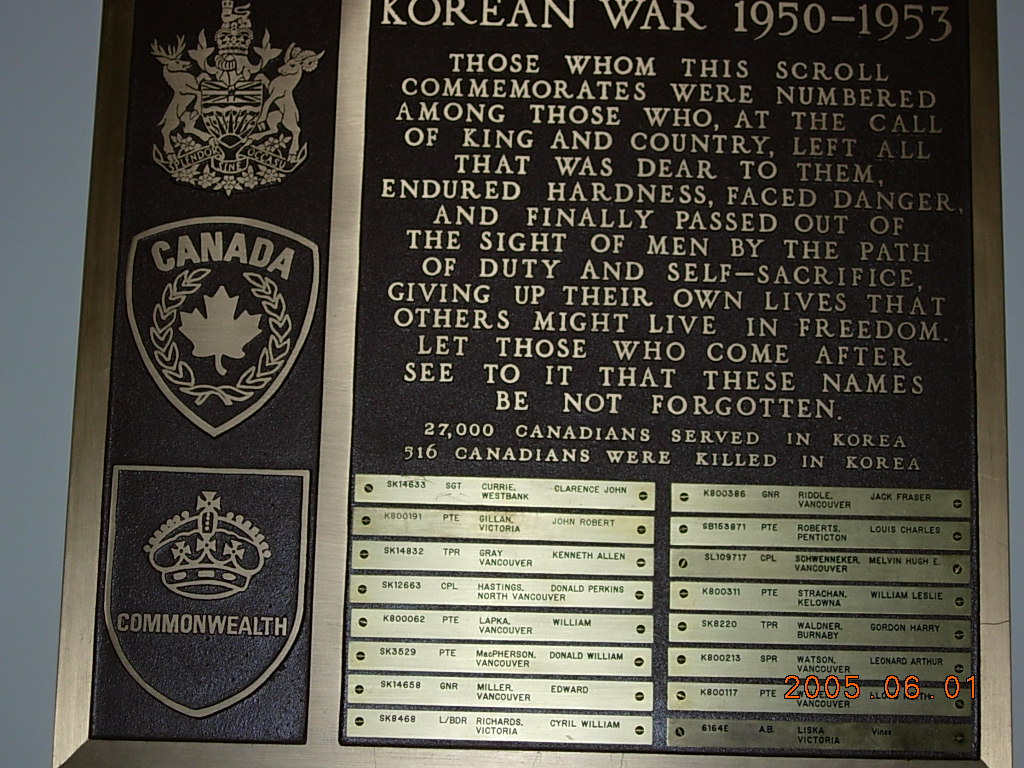 KOREAN WAR 1950-1953
THOSE WHOM THIS SCROLL
COMMEMORATES WERE NUMBERED
AMONG THOSE WHO, AT THE CALL
OF KING AND COUNTRY, LEFT ALL
THAT WAS DEAR TO THEM,
ENDURED HARDNESS, FACED DANGER,
AND FINALLY PASSED OUT OF
THE SIGHT OF MEN BY THE PATH
OF DUTY AND SELF-SACRIFICE,
GIVING UP THEIR OWN LIVES THAT
OTHERS MIGHT LIVE IN FREEDOM.
LET THOSE WHO COME AFTER
SEE TO IT THAT THESE NAMES
BE NOT FORGOTTEN.
27,000 CANADIANS SERVED IN KOREA
516 CANADIANS WERE KILLED IN KOREA
SPLENDOR SINE OCCASU
CANADA
COMMONWEALTH
SK14633 SGT CURRIE, CLARENCE JOHN
WESTBANK
K800191 PTE GILLAN, JOHN ROBERT
VICTORIA
SK14832 TPR GRAY KENNETH ALLEN
VANCOUVER
SK12663 CPL HASTINGS, DONALD PERKINS
NORTH VANCOUVER
K800062 PTE LAPKA, WILLIAM
VANCOUVER
SK3529 PTE MacPHERSON, DONALD WILLIAM
VANCOUVER
SK14658 GNR MILLER, EDWARD
VANCOUVER
SK8468 L/BDR RICHARDS, CYRIL WILLIAM
VICTORIA
K800386 GNR RIDDLE, JACK FRASER
VANCOUVER
SB153871 PTE ROBERTS, LOUIS CHARLES
PENTICTON
SL109717 CPL SCHWENNEKER, MELVIN HUGH E.
VANCOUVER
K800311 PTE STRACHAN, WILLIAM LESLIE
KELOWNA
SK8220 TPR WALDNER, GORDON HARRY
BURNABY
K800213 SPR WATSON, LEONARD ARTHUR
VANCOUVER
K800117 PTE
6164E A.B. LISKA Vince
VICTORIA
2005.06.01